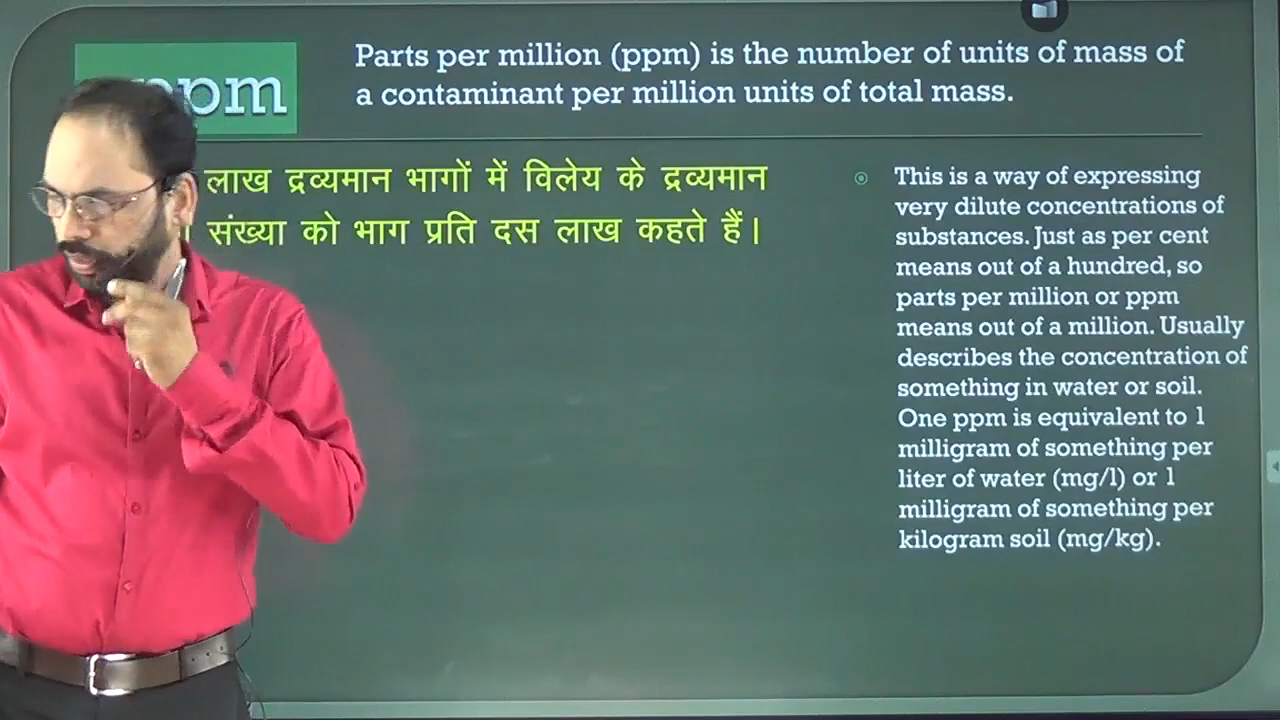 ppm
Parts per million (ppm) is the number of units of mass of
a contaminant per million units of total mass.
लाख द्रव्यमान भागों में विलेय के द्रव्यमान
संख्या को भाग प्रति दस लाख कहते हैं।
This is a way of expressing
very dilute concentrations of
substances. Just as per cent
means out of a hundred, so
parts per million or ppm
means out of a million. Usually
describes the concentration of
something in water or soil.
One ppm is equivalent to 1
milligram of something per
liter of water (mg/l) or 1
milligram of something per
kilogram soil (mg/kg).